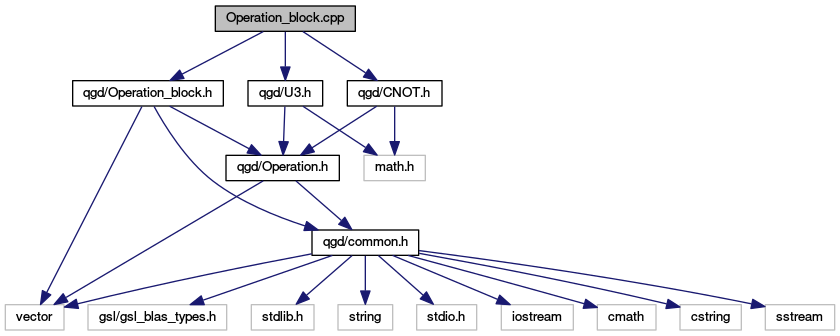 Operation_block.cpp
qgd/Operation_block.h
qgd/U3.h
qgd/CNOT.h
qgd/Operation.h
math.h
qgd/common.h
vector
gsl/gsl_blas_types.h
stdlib.h
string
stdio.h
iostream
cmath
cstring
sstream